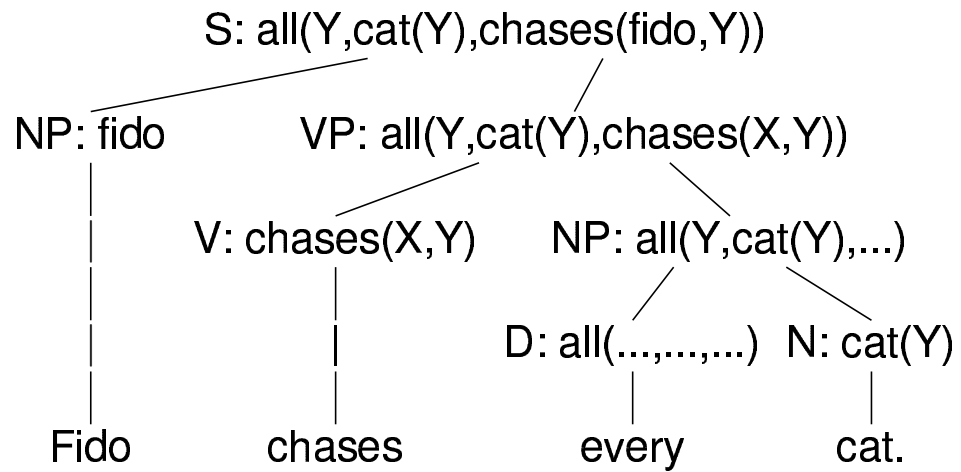 S: all(Y,cat(Y),chases(fido,Y))
NP: fido VP: all(Y,cat(Y),chases(X,Y))
V: chases(X,Y) NP: all(Y,cat(Y),...)
D: all(...,...,...) N: cat(Y)
Fido chases every cat.